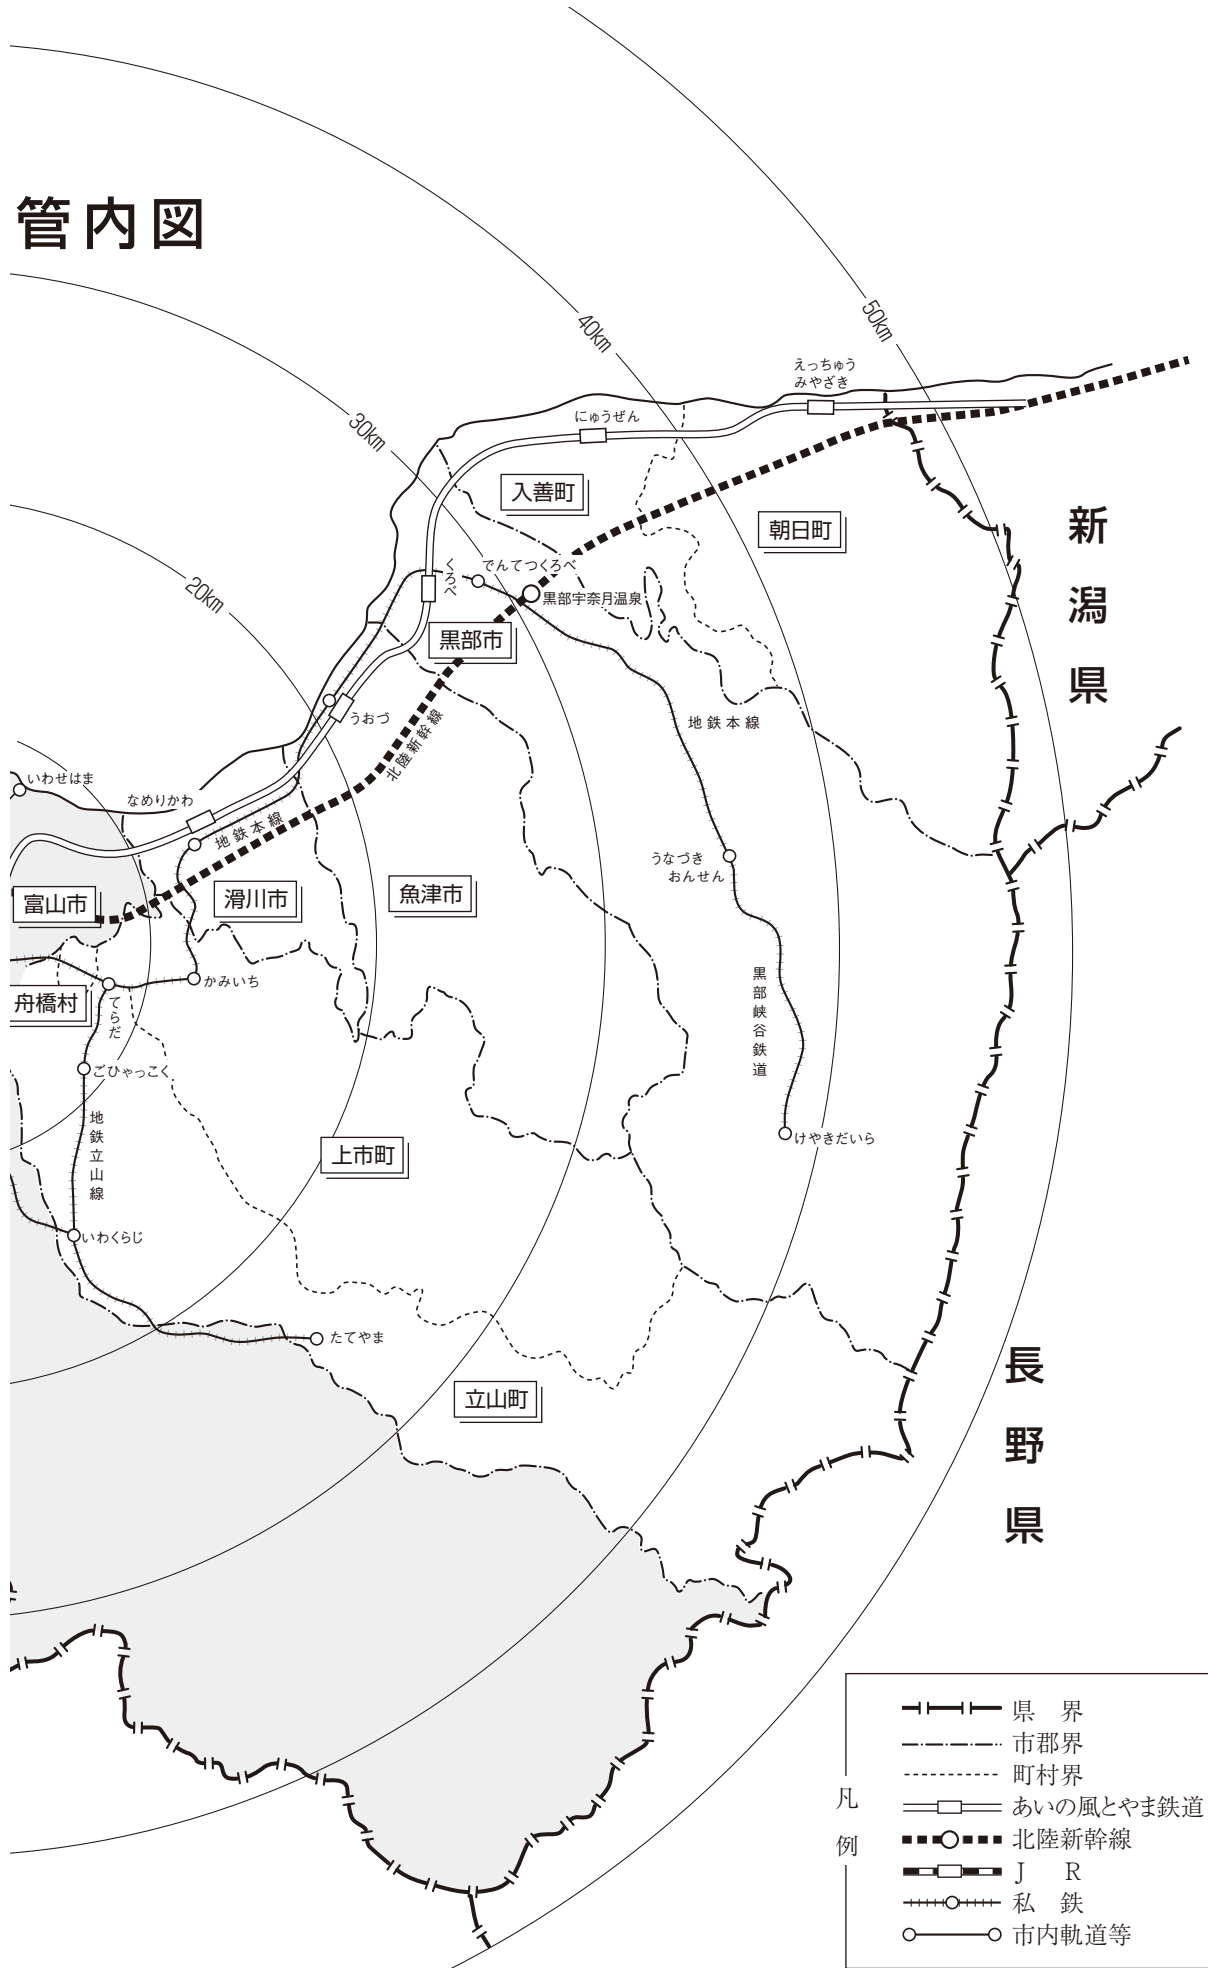 管内図
50km
40km
30km
20km
えっちゅう
みやざき
にゅうぜん
入善町
朝日町
新潟県
くろべ
でんてつくろべ
黒部宇奈月温泉
黒部市
うおづ
北陸新幹線
地鉄本線
いわせはま
なめりかわ
地鉄本線
うなづき
おんせん
富山市
滑川市
魚津市
かみいち
舟橋村
てらだ
黒部峡谷鉄道
ごひゃっこく
地鉄立山線
けやきだいら
上市町
いわくらじ
たてやま
立山町
長野県
凡例
県 界
市郡界
町村界
あいの風とやま鉄道
北陸新幹線
J R
私 鉄
市内軌道等